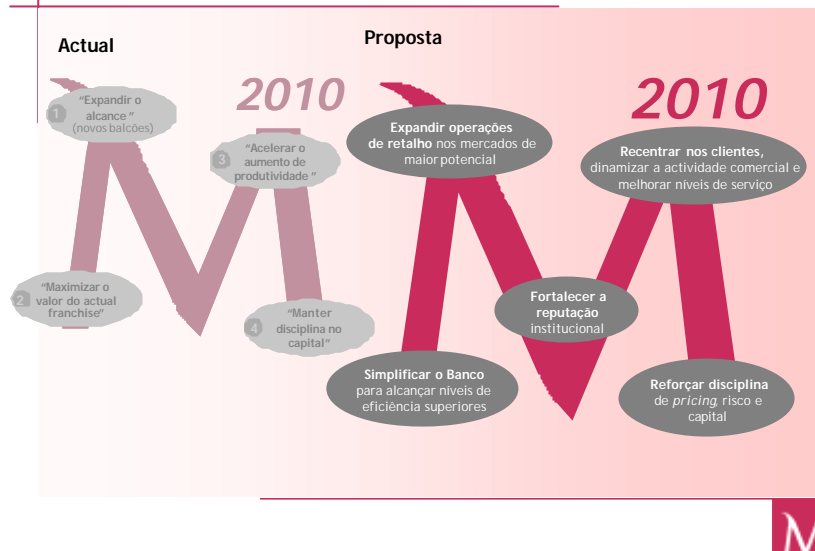 Actual
Proposta
2010
1
“Expandir o
alcance ”
(novos balcões)
3
“Acelerar o
aumento de
produtividade ”
2
“Maximizar o
valor do actual
franchise”
4
“Manter
disciplina no
capital”
2010
Expandir operações
de retalho nos mercados de
maior potencial
Recentrar nos clientes,
dinamizar a actividade comercial e
melhorar níveis de serviço
Fortalecer a
reputação
institucional
Simplificar o Banco
para alcançar níveis de
eficiência superiores
Reforçar disciplina
de pricing, risco e
capital
M